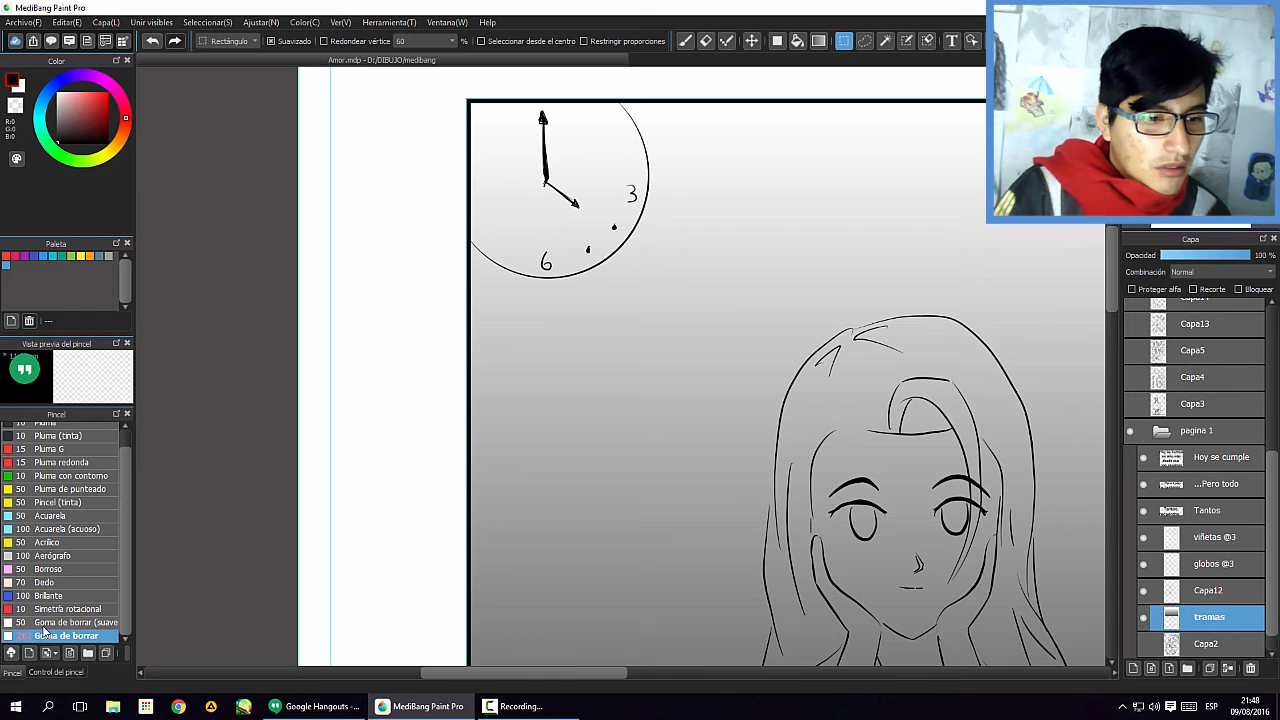 MediBang Paint Pro
Archivo(F) Editar(E) Capa(L) Unir visibles Seleccionar(S) Ajustar(N) Color(C) Ver(V) Herramienta(T) Ventana(W) Help
Rectángulo Suavizado Redondear vértice 60 % Seleccionar desde el centro Restringir proporciones
Color
Amor.mdp - D:/DIBUJO/medibang
R:0
G:0
B:0
3
6
Paleta
---
Vista previa del pincel
Pincel
10 Pluma
10 Pluma (tinta)
15 Pluma G
15 Pluma redonda
10 Pluma con contorno
50 Pluma de punteado
50 Pincel (tinta)
50 Acuarela
100 Acuarela (acuoso)
50 Acrílico
100 Aerógrafo
50 Borroso
70 Dedo
100 Brillante
10 Simetría rotacional
50 Goma de borrar (suave
Goma de borrar
Pincel Control del pincel
Capa
Opacidad 100 %
Combinación Normal
Proteger alfa Recorte Bloquear
Capa13
Capa5
Capa4
Capa3
pagina 1
Hoy se cumple
...Pero todo
Tantos
viñetas @3
globos @3
Capa12
tramas
Capa2
Google Hangouts -...
MediBang Paint Pro
Recording...
ESP
21:48
09/08/2016